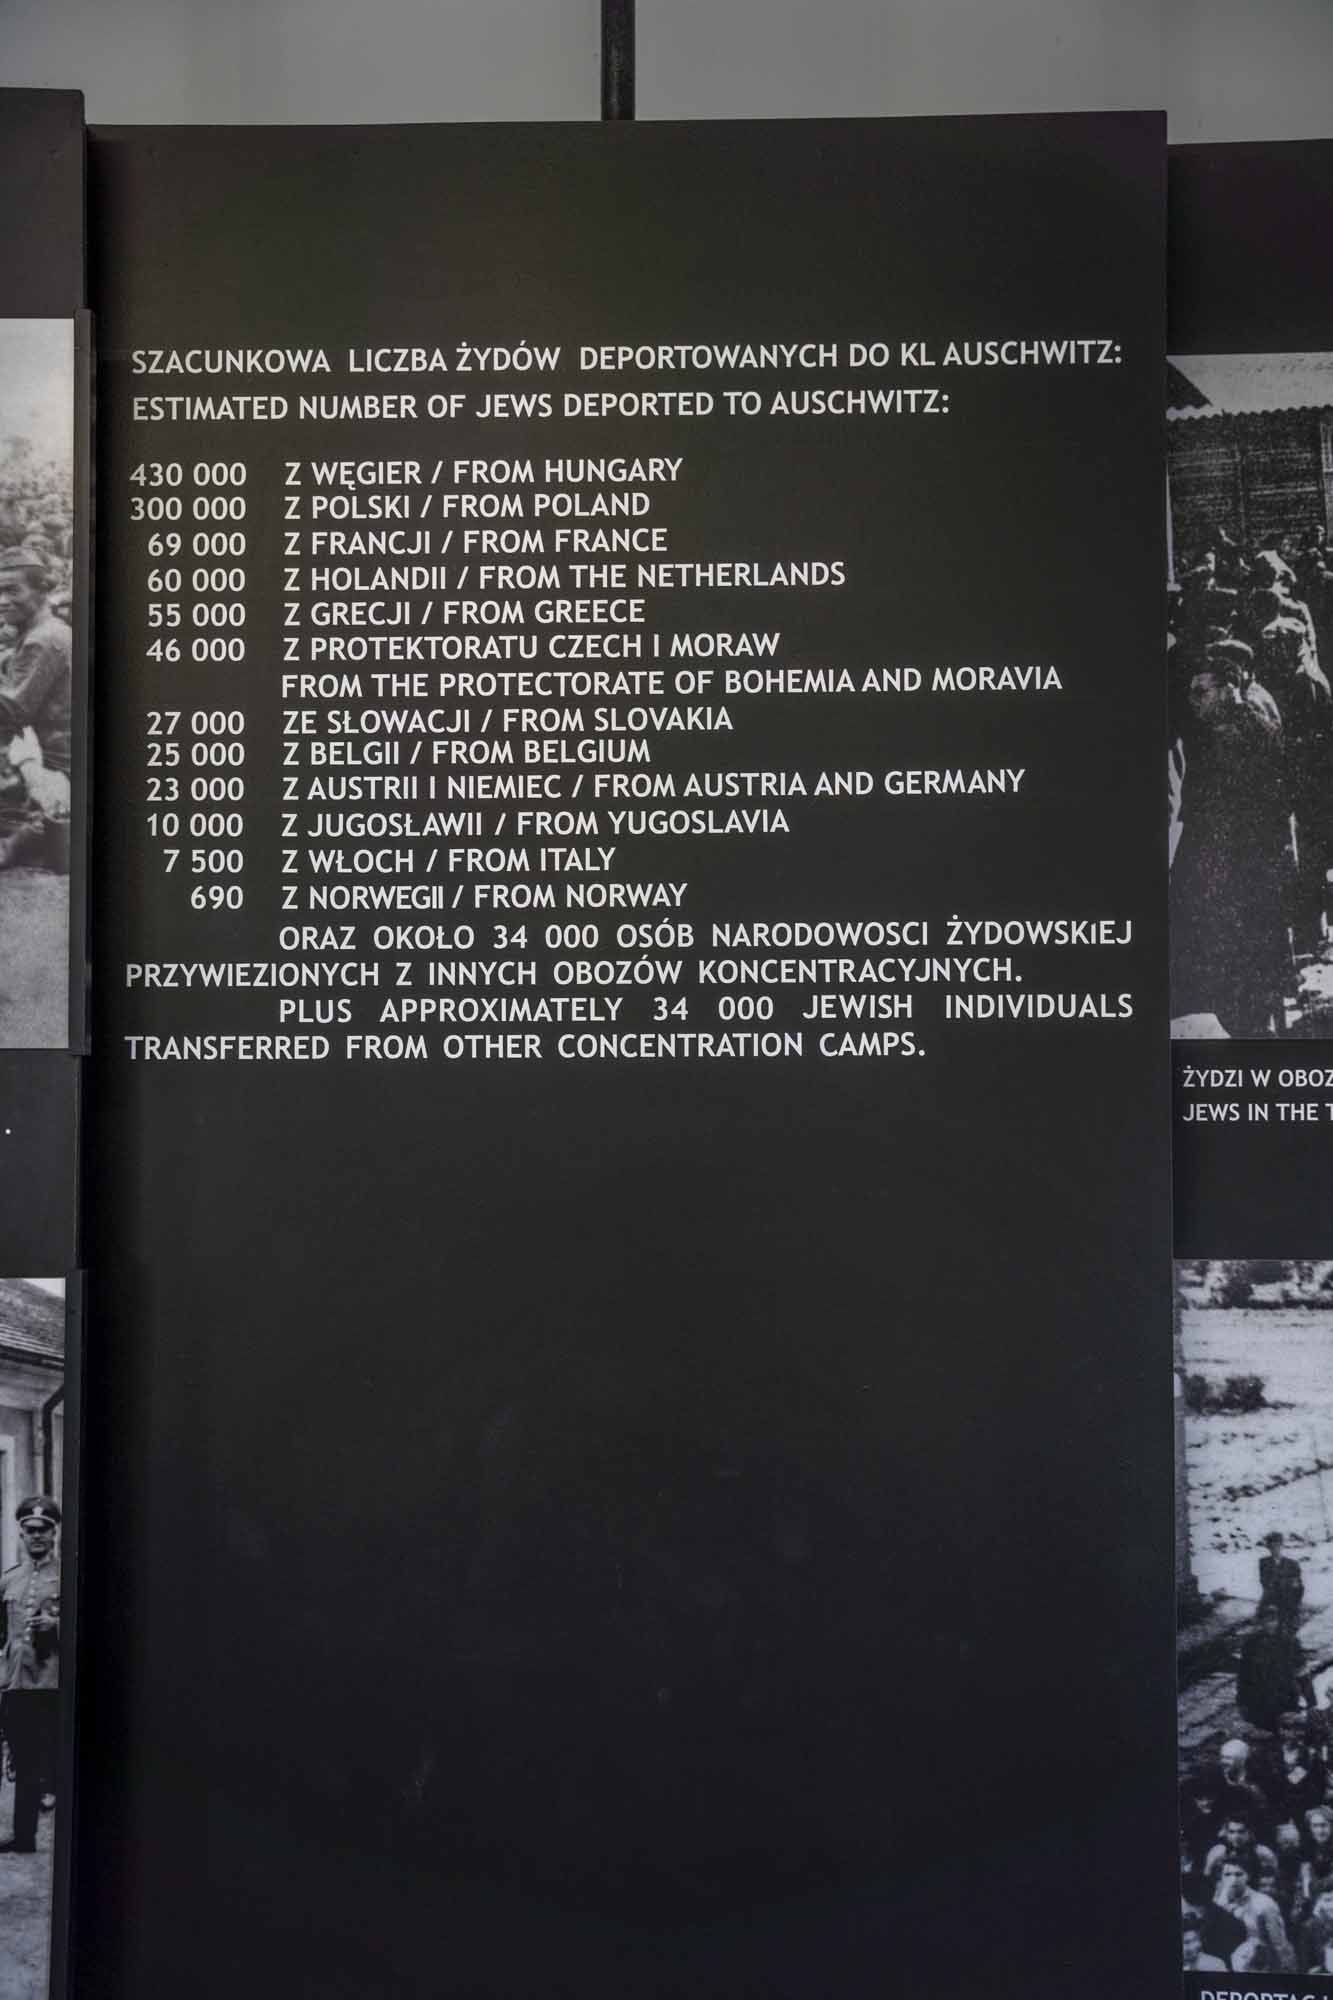 SZACUNKOWA LICZBA ŻYDÓW DEPORTOWANYCH DO KL AUSCHWITZ:
ESTIMATED NUMBER OF JEWS DEPORTED TO AUSCHWITZ:
430 000 Z WĘGIER / FROM HUNGARY
300 000 Z POLSKI / FROM POLAND
69 000 Z FRANCJI / FROM FRANCE
60 000 Z HOLANDII / FROM THE NETHERLANDS
55 000 Z GRECJI / FROM GREECE
46 000 Z PROTEKTORATU CZECH I MORAW
FROM THE PROTECTORATE OF BOHEMIA AND MORAVIA
27 000 ZE SŁOWACJI / FROM SLOVAKIA
25 000 Z BELGII / FROM BELGIUM
23 000 Z AUSTRII I NIEMIEC / FROM AUSTRIA AND GERMANY
10 000 Z JUGOSŁAWII / FROM YUGOSLAVIA
7 500 Z WŁOCH / FROM ITALY
690 Z NORWEGII / FROM NORWAY
ORAZ OKOŁO 34 000 OSÓB NARODOWOSCI ŻYDOWSKIEJ
PRZYWIEZIONYCH Z INNYCH OBOZÓW KONCENTRACYJNYCH.
PLUS APPROXIMATELY 34 000 JEWISH INDIVIDUALS
TRANSFERRED FROM OTHER CONCENTRATION CAMPS.
ŻYDZI W OBOZ
JEWS IN THE T